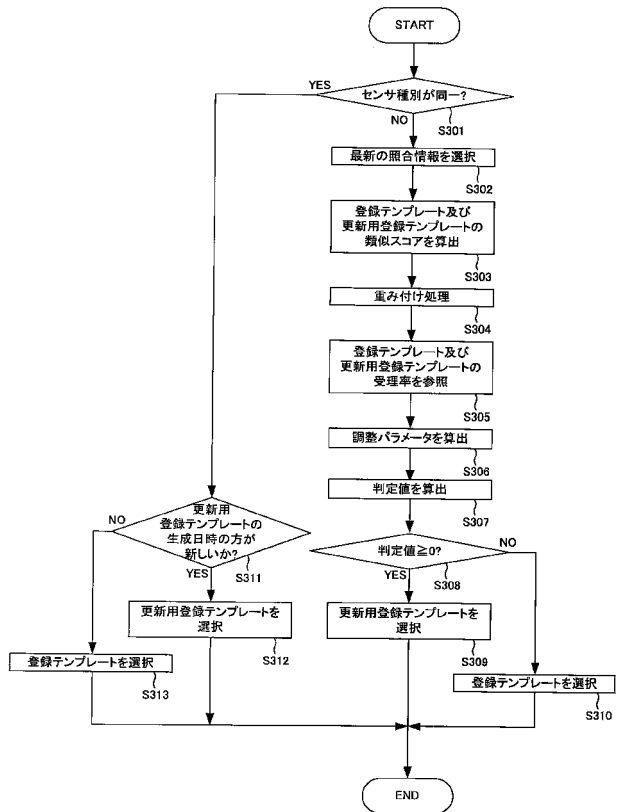 START
YES
センサ種別が同一?
S301
NO
最新の照合情報を選択
S302
登録テンプレート及び
更新用登録テンプレートの
類似スコアを算出
S303
重み付け処理
S304
登録テンプレート及び
更新用登録テンプレートの
受理率を参照
S305
調整パラメータを算出
S306
判定値を算出
S307
NO
更新用
登録テンプレートの
生成日時の方が
新しいか?
S311
YES
判定値≧0?
NO
S308
YES
更新用登録テンプレートを
選択
S312
更新用登録テンプレートを
選択
S309
登録テンプレートを選択
S313
登録テンプレートを選択
S310
END